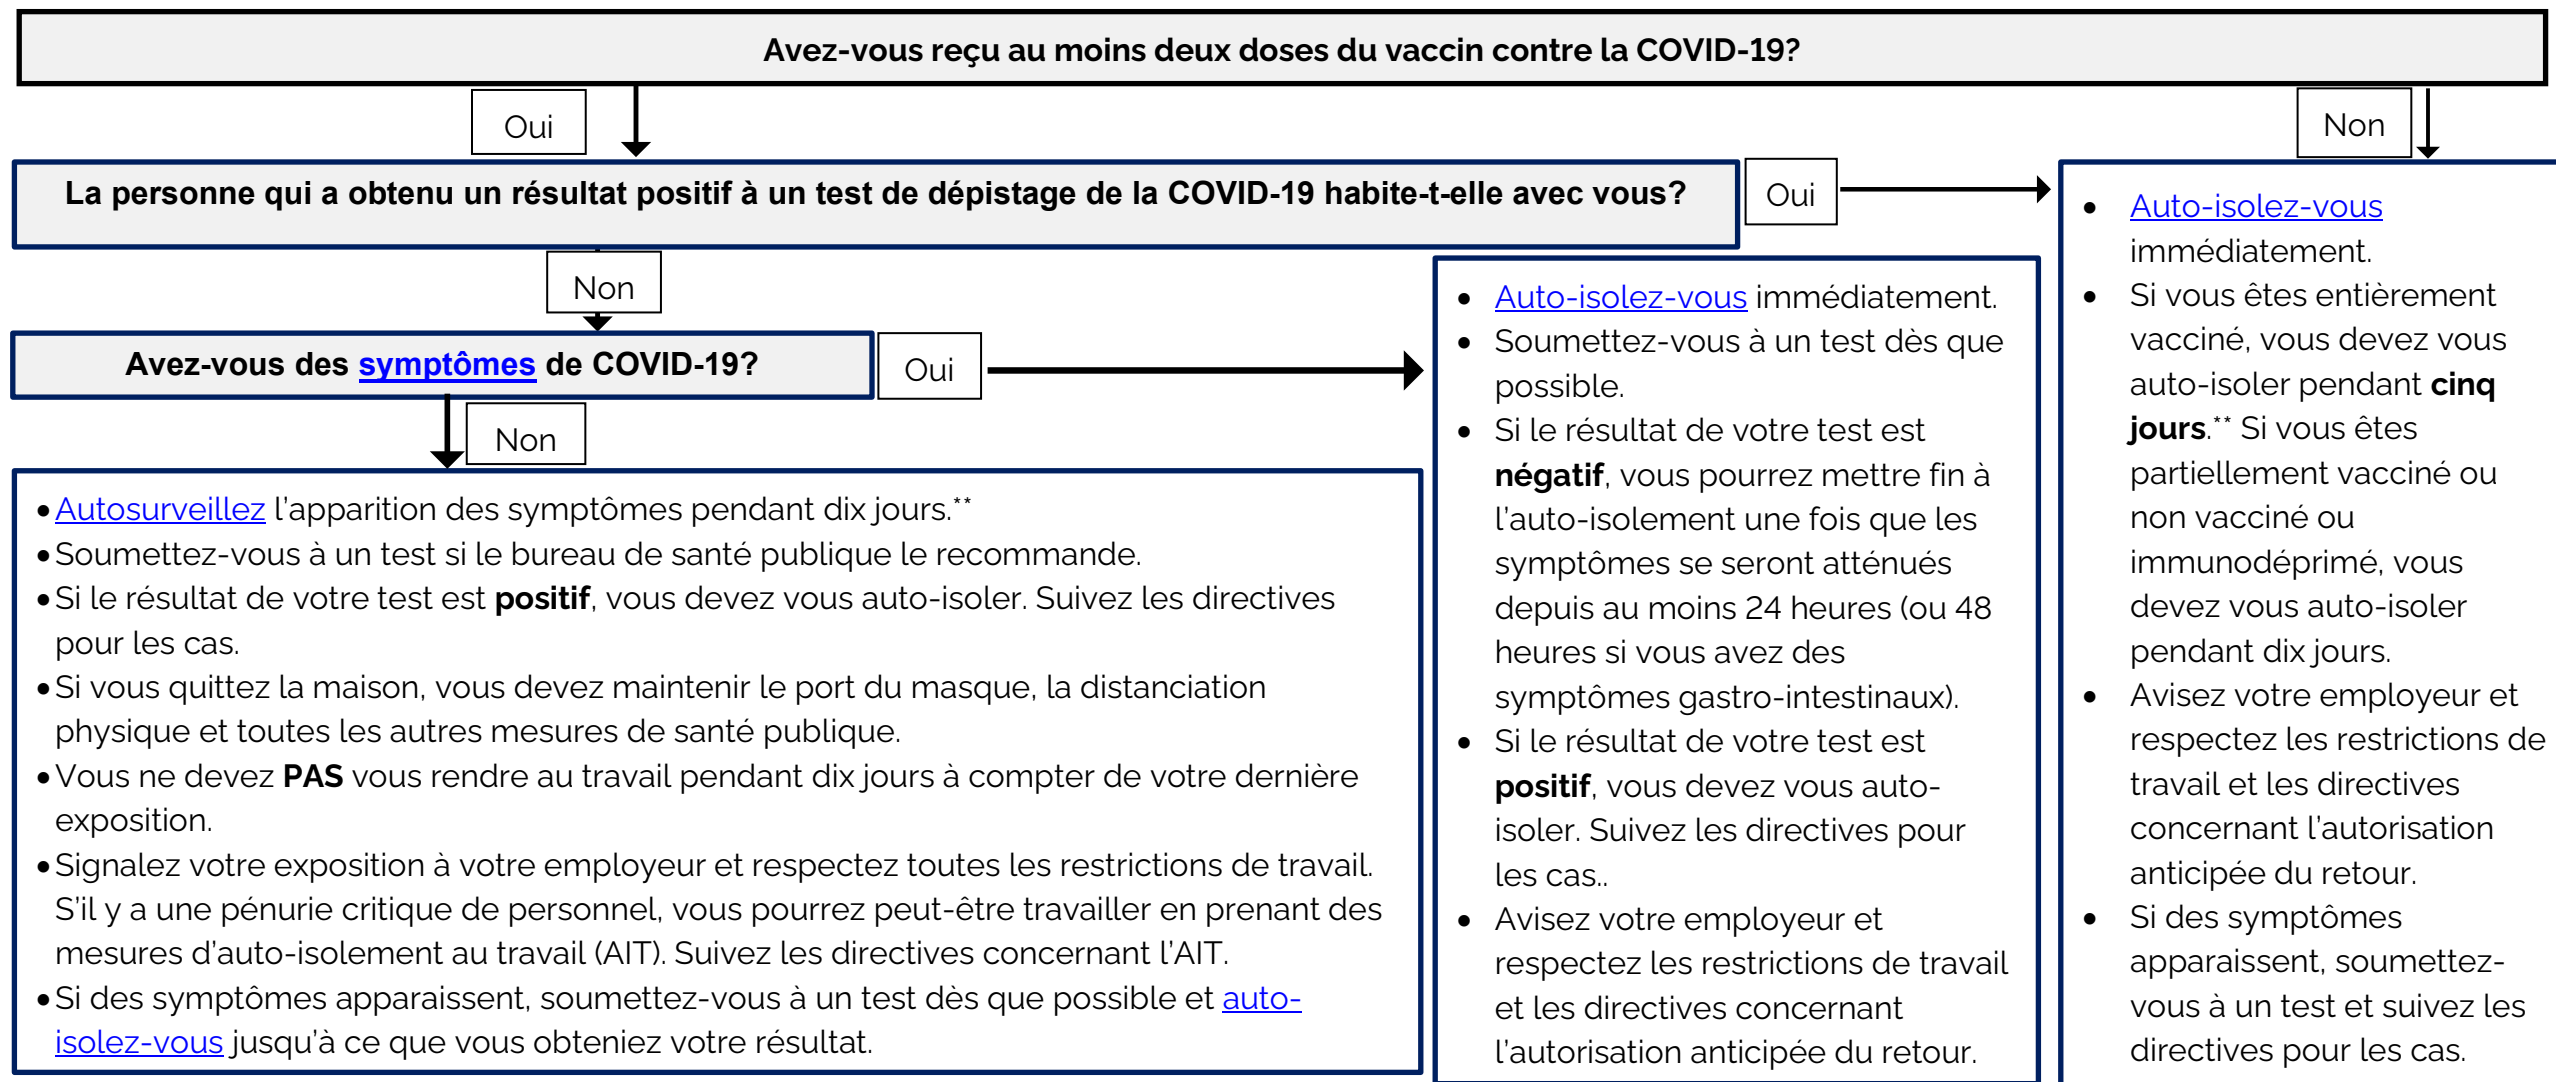 Avez-vous reçu au moins deux doses du vaccin contre la COVID-19?
Oui
Non
La personne qui a obtenu un résultat positif à un test de dépistage de la COVID-19 habite-t-elle avec vous?
Oui
Non
Avez-vous des symptômes de COVID-19?
Oui
Non
• Autosurveillez l'apparition des symptômes pendant dix jours.**
• Soumettez-vous à un test si le bureau de santé publique le recommande.
• Si le résultat de votre test est positif, vous devez vous auto-isoler. Suivez les directives
pour les cas.
• Si vous quittez la maison, vous devez maintenir le port du masque, la distanciation
physique et toutes les autres mesures de santé publique.
• Vous ne devez PAS vous rendre au travail pendant dix jours à compter de votre dernière
exposition.
• Signalez votre exposition à votre employeur et respectez toutes les restrictions de travail.
S'il y a une pénurie critique de personnel, vous pourrez peut-être travailler en prenant des
mesures d'auto-isolement au travail (AIT). Suivez les directives concernant l'AIT.
• Si des symptômes apparaissent, soumettez-vous à un test dès que possible et auto-
isolez-vous jusqu'à ce que vous obteniez votre résultat.
• Auto-isolez-vous immédiatement.
• Soumettez-vous à un test dès que
possible.
• Si le résultat de votre test est
négatif, vous pourrez mettre fin à
l'auto-isolement une fois que les
symptômes se seront atténués
depuis au moins 24 heures (ou 48
heures si vous avez des
symptômes gastro-intestinaux).
• Si le résultat de votre test est
positif, vous devez vous auto-
isoler. Suivez les directives pour
les cas..
• Avisez votre employeur et
respectez les restrictions de travail
et les directives concernant
l'autorisation anticipée du retour.
• Auto-isolez-vous
immédiatement.
• Si vous êtes entièrement
vacciné, vous devez vous
auto-isoler pendant cinq
jours.** Si vous êtes
partiellement vacciné ou
non vacciné ou
immunodéprimé, vous
devez vous auto-isoler
pendant dix jours.
• Avisez votre employeur et
respectez les restrictions de
travail et les directives
concernant l'autorisation
anticipée du retour.
• Si des symptômes
apparaissent, soumettez-
vous à un test et suivez les
directives pour les cas.